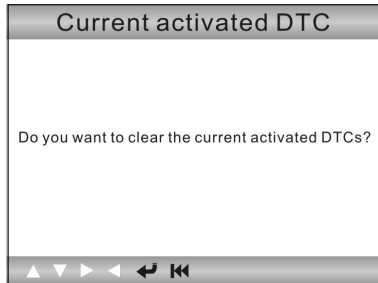 Current activated DTC
Do you want to clear the current activated DTCs?